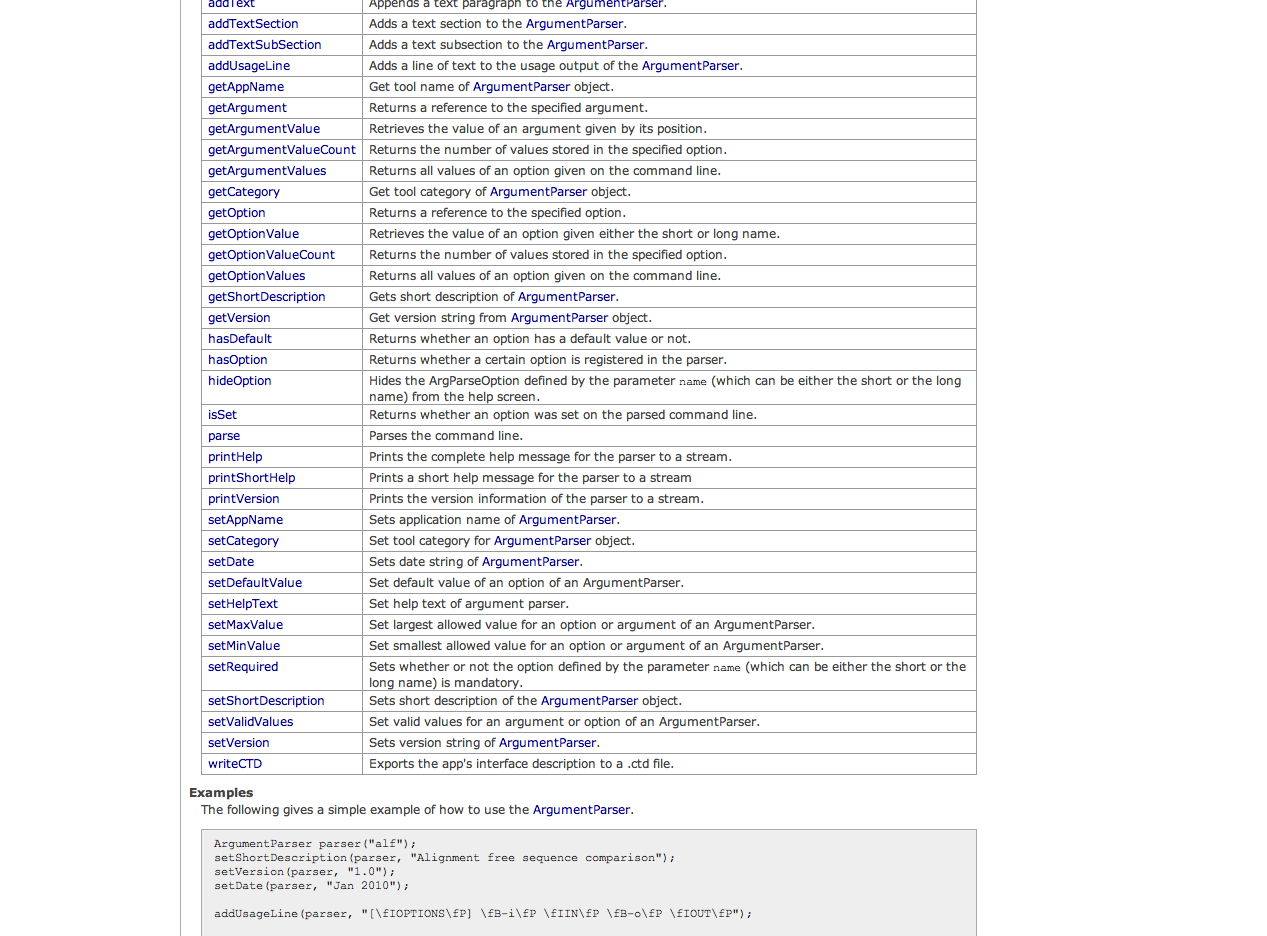 addText Appends a text paragraph to the ArgumentParser.
addTextSection Adds a text section to the ArgumentParser.
addTextSubSection Adds a text subsection to the ArgumentParser.
addUsageLine Adds a line of text to the usage output of the ArgumentParser.
getAppName Get tool name of ArgumentParser object.
getArgument Returns a reference to the specified argument.
getArgumentValue Retrieves the value of an argument given by its position.
getArgumentValueCount Returns the number of values stored in the specified option.
getArgumentValues Returns all values of an option given on the command line.
getCategory Get tool category of ArgumentParser object.
getOption Returns a reference to the specified option.
getOptionValue Retrieves the value of an option given either the short or long name.
getOptionValueCount Returns the number of values stored in the specified option.
getOptionValues Returns all values of an option given on the command line.
getShortDescription Gets short description of ArgumentParser.
getVersion Get version string from ArgumentParser object.
hasDefault Returns whether an option has a default value or not.
hasOption Returns whether a certain option is registered in the parser.
hideOption Hides the ArgParseOption defined by the parameter name (which can be either the short or the long
name) from the help screen.
isSet Returns whether an option was set on the parsed command line.
parse Parses the command line.
printHelp Prints the complete help message for the parser to a stream.
printShortHelp Prints a short help message for the parser to a stream
printVersion Prints the version information of the parser to a stream.
setAppName Sets application name of ArgumentParser.
setCategory Set tool category for ArgumentParser object.
setDate Sets date string of ArgumentParser.
setDefaultValue Set default value of an option of an ArgumentParser.
setHelpText Set help text of argument parser.
setMaxValue Set largest allowed value for an option or argument of an ArgumentParser.
setMinValue Set smallest allowed value for an option or argument of an ArgumentParser.
setRequired Sets whether or not the option defined by the parameter name (which can be either the short or the
long name) is mandatory.
setShortDescription Sets short description of the ArgumentParser object.
setValidValues Set valid values for an argument or option of an ArgumentParser.
setVersion Sets version string of ArgumentParser.
writeCTD Exports the app's interface description to a .ctd file.
Examples
The following gives a simple example of how to use the ArgumentParser.
ArgumentParser parser("alf");
setShortDescription(parser, "Alignment free sequence comparison");
setVersion(parser, "1.0");
setDate(parser, "Jan 2010");
addUsageLine(parser, "[\fIOPTIONS\fP] \fB-i\fP \fIIN\fP \fB-o\fP \fIOUT\fP");